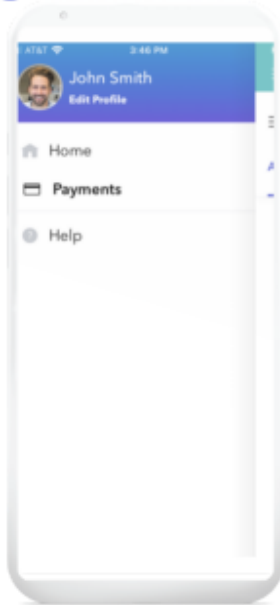 AT&T 3:46 PM
John Smith
Edit Profile
Home
Payments
Help